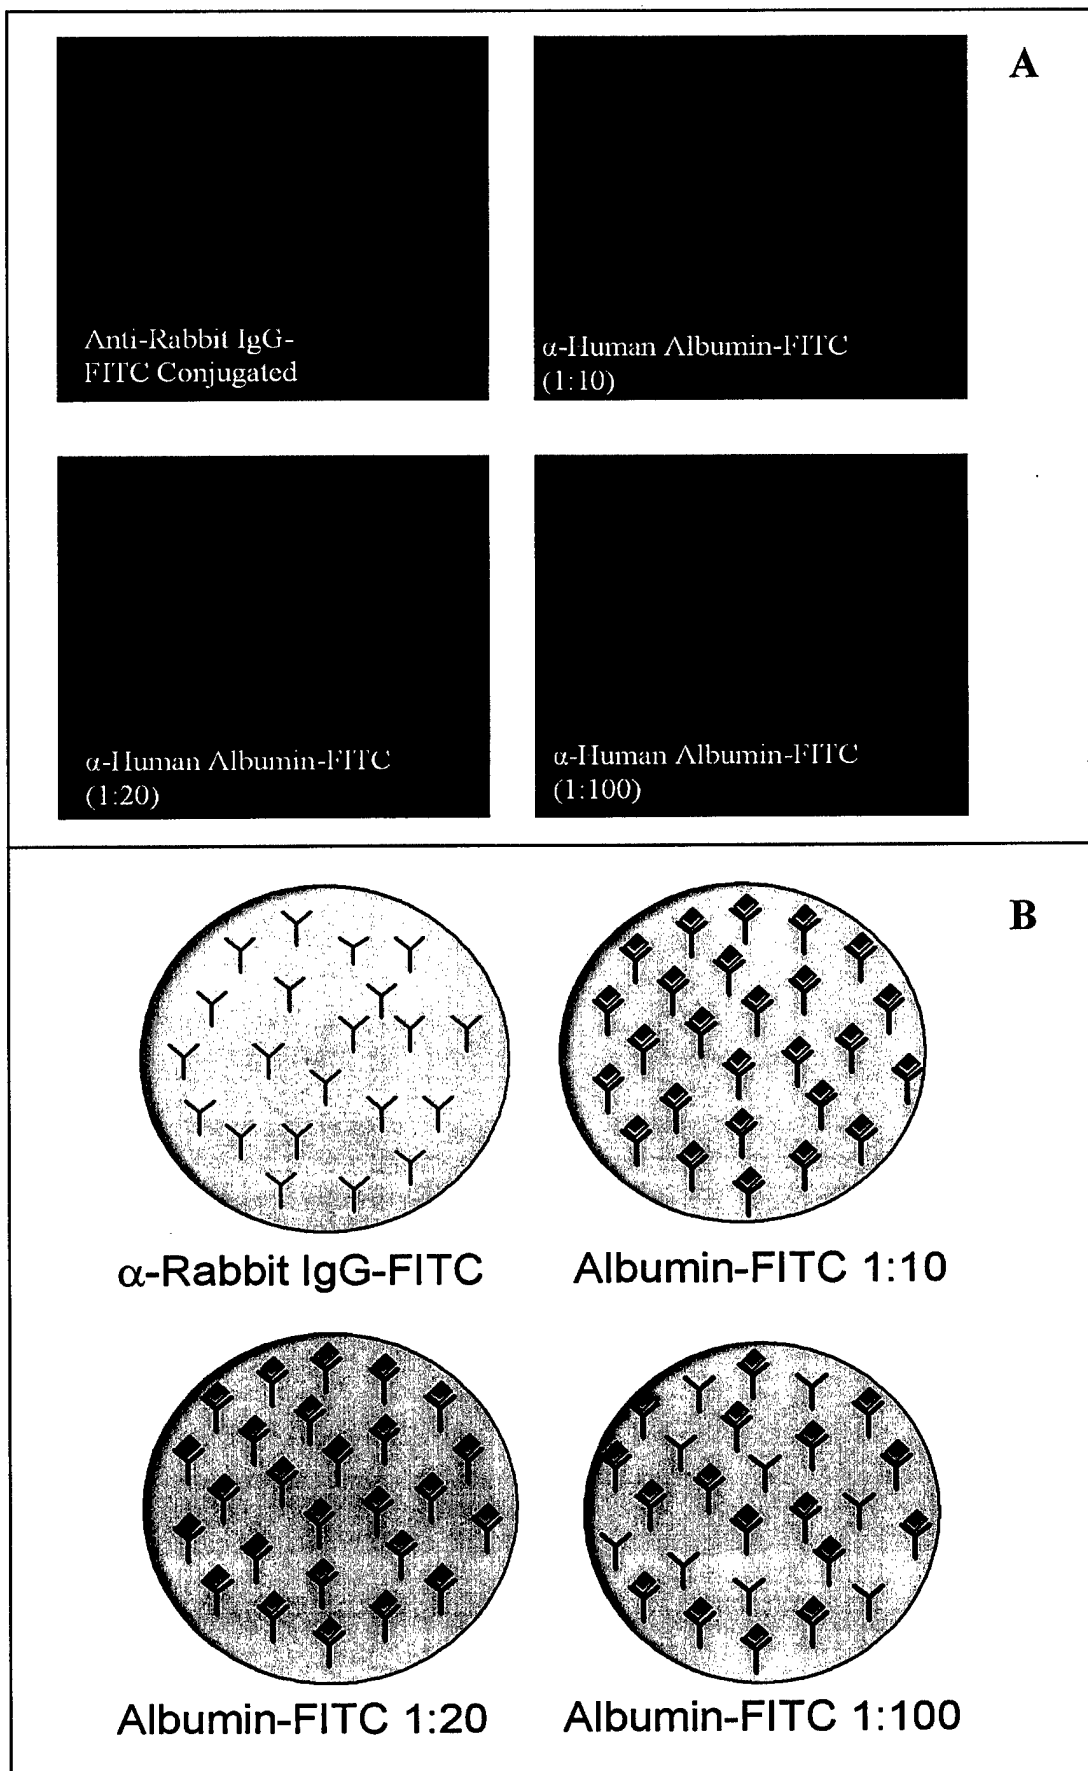 A
Anti-Rabbit IgG-
FITC Conjugated
α-Human Albumin-FITC
(1:10)
α-Human Albumin-FITC
(1:20)
α-Human Albumin-FITC
(1:100)
B
α-Rabbit IgG-FITC
Albumin-FITC 1:10
Albumin-FITC 1:20
Albumin-FITC 1:100